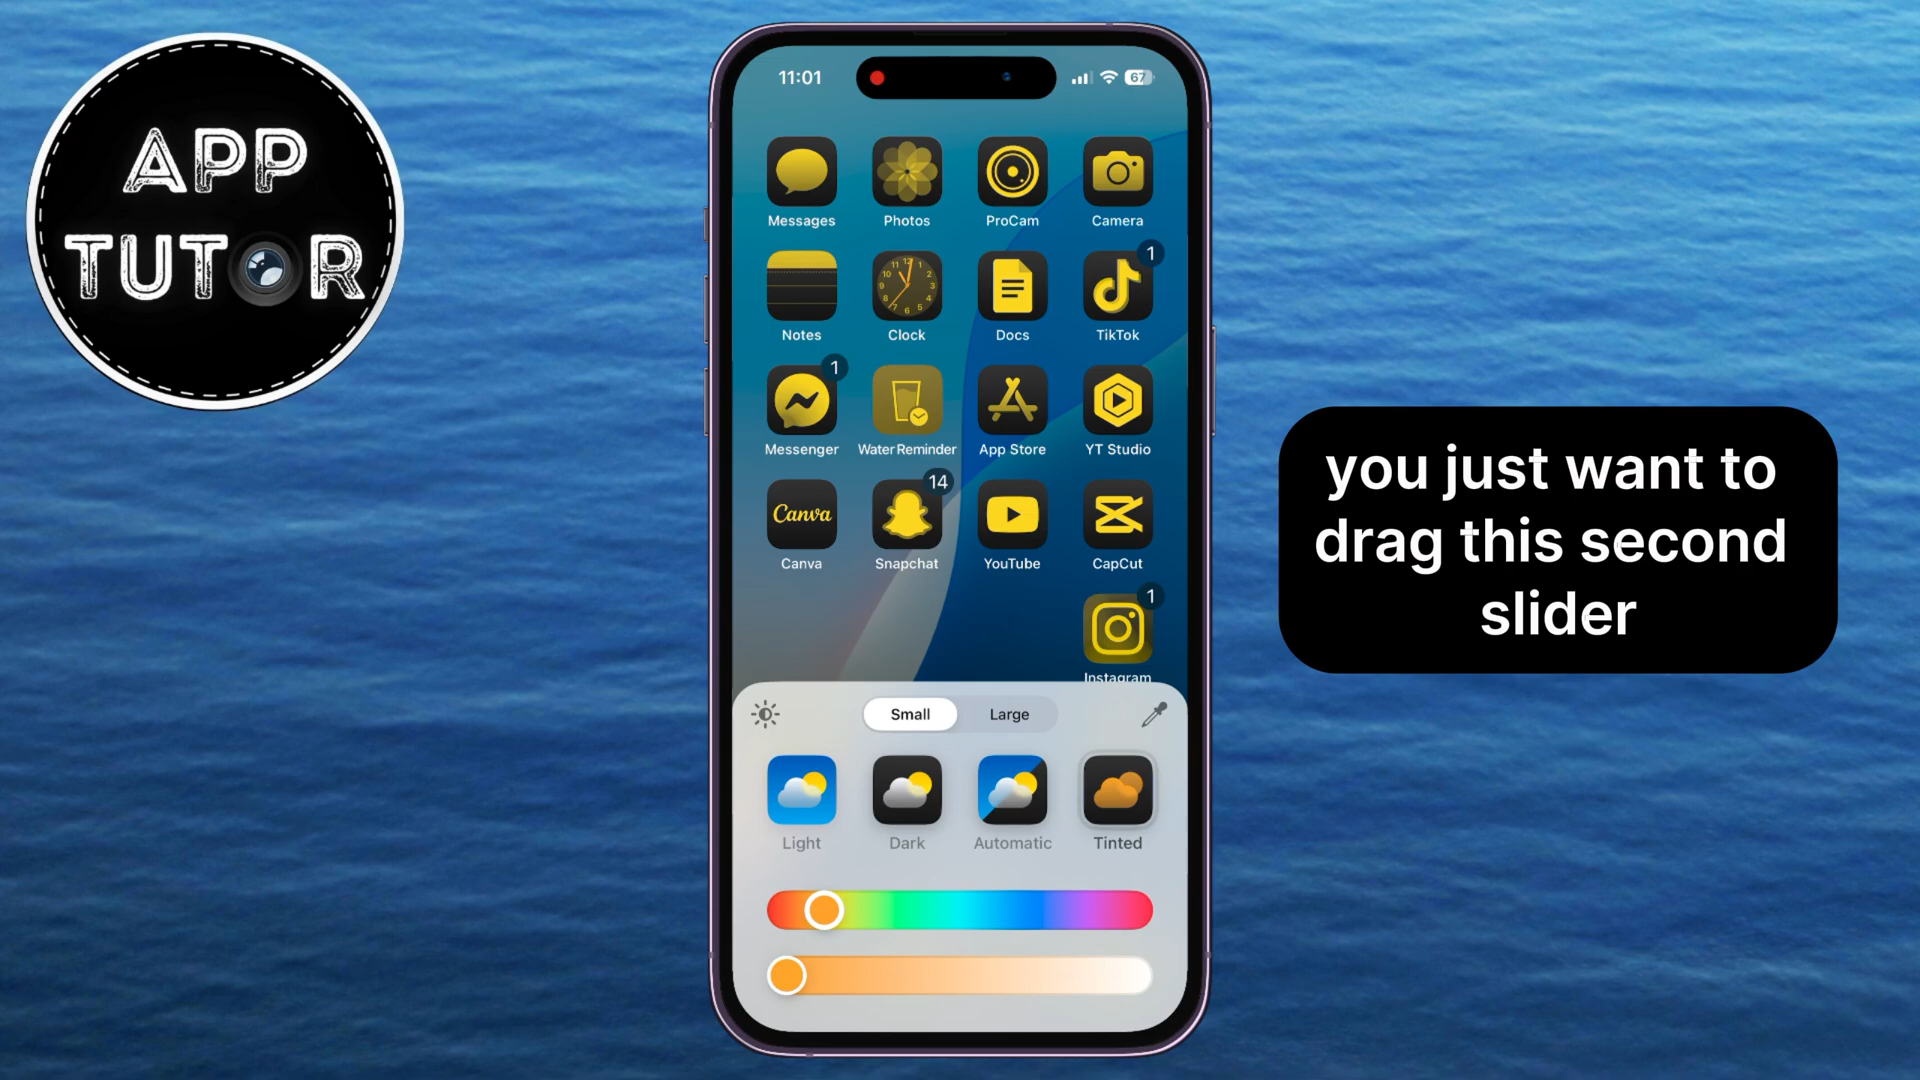 APP
TUTOR
11:01
67
Messages
Photos
ProCam
Camera
1
Notes
Clock
Docs
TikTok
1
Messenger
Water Reminder
App Store
YT Studio
14
Canva
Canva
Snapchat
YouTube
CapCut
1
Instagram
Small
Large
Light
Dark
Automatic
Tinted
you just want to
drag this second
slider